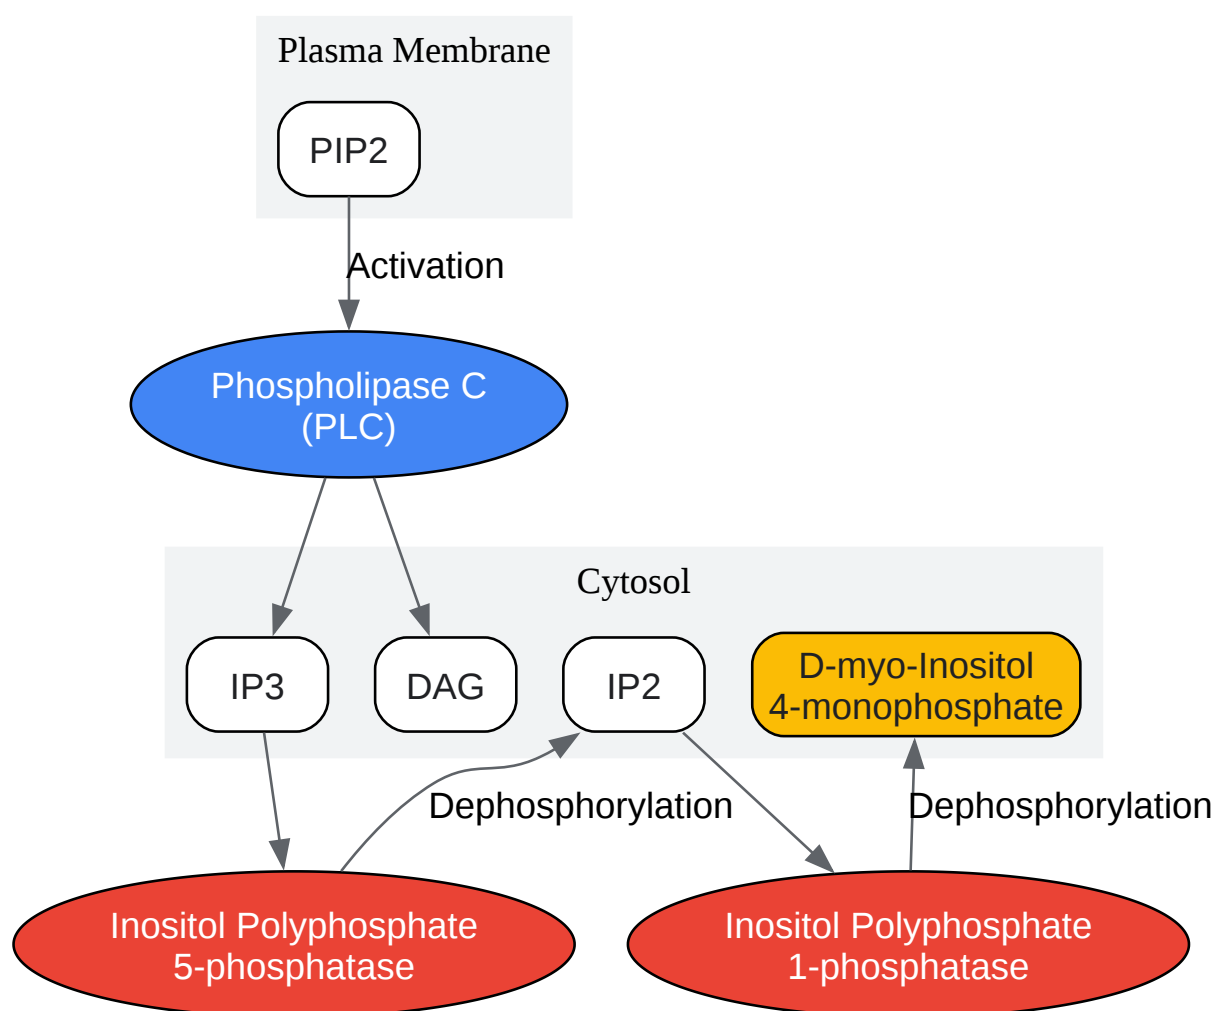 Plasma Membrane
PIP2
Activation
Phospholipase C
(PLC)
Cytosol
IP3
DAG
IP2
D-myo-Inositol
4-monophosphate
Dephosphorylation
Dephosphorylation
Inositol Polyphosphate
5-phosphatase
Inositol Polyphosphate
1-phosphatase